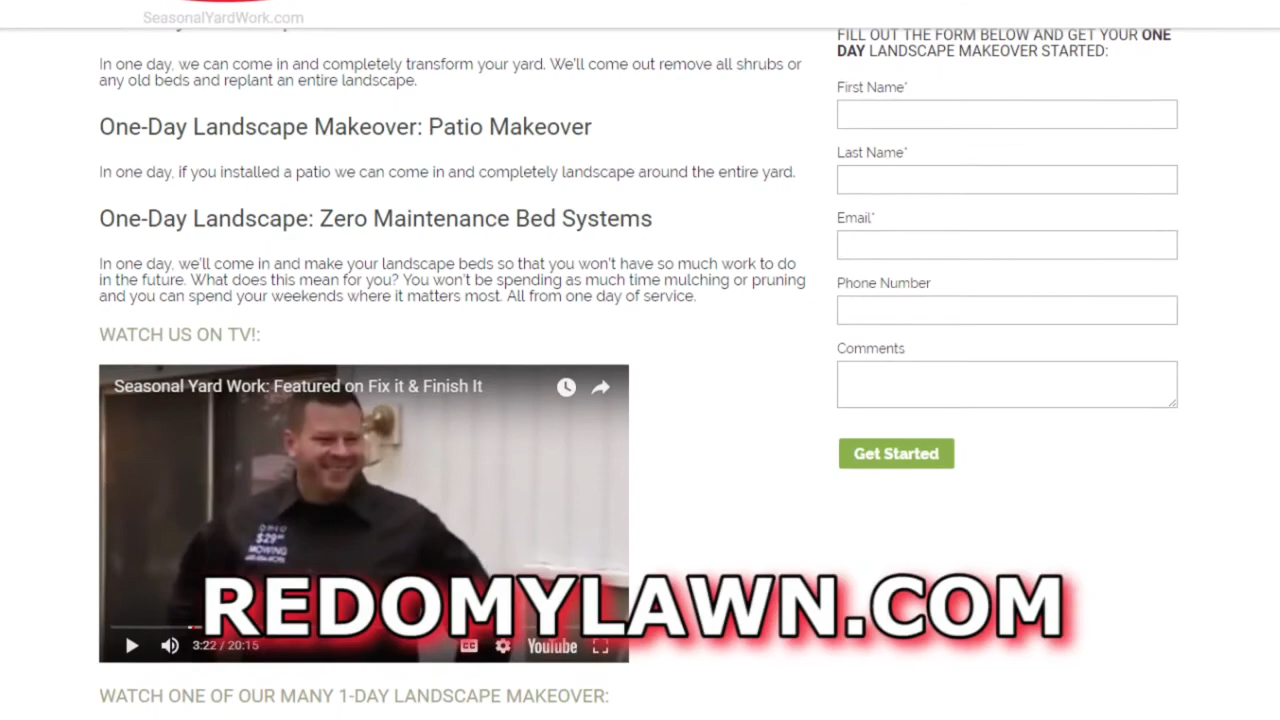 SeasonalYardWork.com
In one day, we can come in and completely transform your yard. We'll come out remove all shrubs or
any old beds and replant an entire landscape.
One-Day Landscape Makeover: Patio Makeover
In one day, if you installed a patio we can come in and completely landscape around the entire yard.
One-Day Landscape: Zero Maintenance Bed Systems
In one day, we'll come in and make your landscape beds so that you won't have so much work to do
in the future. What does this mean for you? You won't be spending as much time mulching or pruning
and you can spend your weekends where it matters most. All from one day of service.
WATCH US ON TV!:
Seasonal Yard Work: Featured on Fix it & Finish It
$29
MOWING
3:22 / 20:15
CC
YouTube
REDOMYLAWN.COM
WATCH ONE OF OUR MANY 1-DAY LANDSCAPE MAKEOVER:
FILL OUT THE FORM BELOW AND GET YOUR ONE
DAY LANDSCAPE MAKEOVER STARTED:
First Name*
Last Name*
Email*
Phone Number
Comments
Get Started